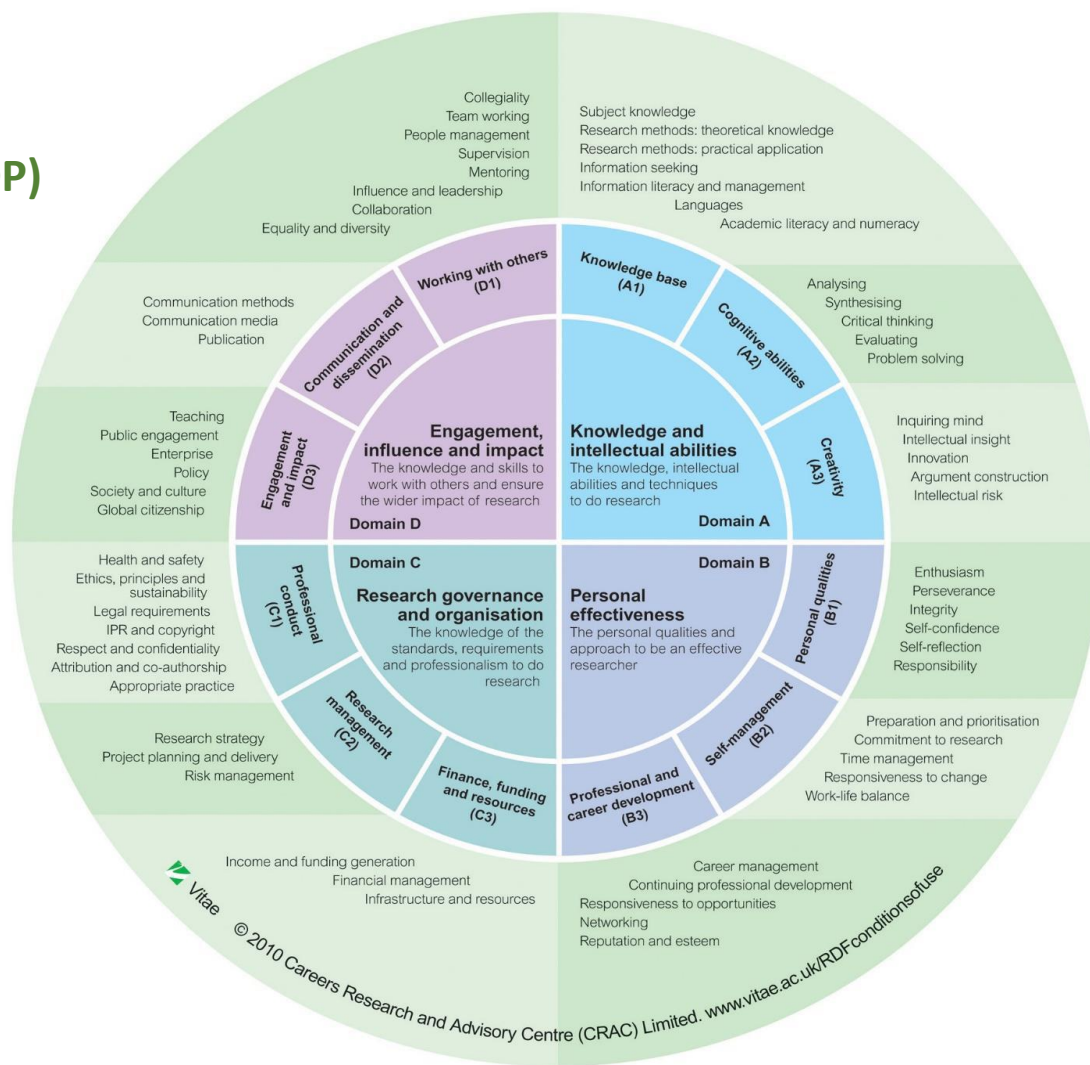 P)
Collegiality
Team working
People management
Supervision
Mentoring
Influence and leadership
Collaboration
Equality and diversity
Subject knowledge
Research methods: theoretical knowledge
Research methods: practical application
Information seeking
Information literacy and management
Languages
Academic literacy and numeracy
Working with others
(D1)
Knowledge base
(A1)
Communication methods
Communication media
Publication
Communication and
dissemination
(D2)
Cognitive abilities
(A2)
Analysing
Synthesising
Critical thinking
Evaluating
Problem solving
Teaching
Public engagement
Enterprise
Policy
Society and culture
Global citizenship
Engagement
and impact
(D3)
Engagement,
influence and impact
The knowledge and skills to
work with others and ensure
the wider impact of research
Domain D
Knowledge and
intellectual abilities
The knowledge, intellectual
abilities and techniques
to do research
Domain A
Creativity
(A3)
Inquiring mind
Intellectual insight
Innovation
Argument construction
Intellectual risk
Health and safety
Ethics, principles and
sustainability
Legal requirements
IPR and copyright
Respect and confidentiality
Attribution and co-authorship
Appropriate practice
Professional
conduct
(C1)
Domain C
Research governance
and organisation
The knowledge of the
standards, requirements
and professionalism to do
research
Domain B
Personal
effectiveness
The personal qualities and
approach to be an effective
researcher
Personal qualities
(B1)
Enthusiasm
Perseverance
Integrity
Self-confidence
Self-reflection
Responsibility
Research strategy
Project planning and delivery
Risk management
Research
management
(C2)
Self-management
(B2)
Preparation and prioritisation
Commitment to research
Time management
Responsiveness to change
Work-life balance
Finance, funding
and resources
(C3)
Professional and
career development
(B3)
Income and funding generation
Financial management
Infrastructure and resources
Career management
Continuing professional development
Responsiveness to opportunities
Networking
Reputation and esteem
Vitae © 2010 Careers Research and Advisory Centre (CRAC) Limited. www.vitae.ac.uk/RDFconditionsofuse